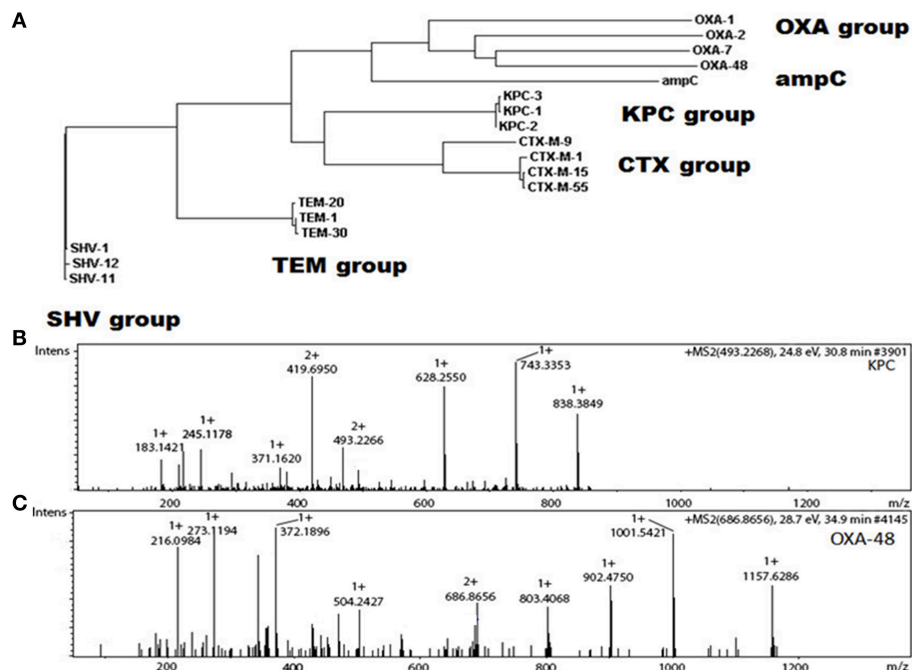 A
OXA-1
OXA-2
OXA-7
OXA-48
OXA group
ampC
ampC
KPC-3
KPC-1
KPC-2
KPC group
CTX-M-9
CTX-M-1
CTX-M-15
CTX-M-55
CTX group
TEM-20
TEM-1
TEM-30
TEM group
SHV-1
SHV-12
SHV-11
SHV group
B
Intens
+MS2(493.2268), 24.8 eV, 30.8 min #3901
KPC
1+
183.1421
1+
245.1178
1+
371.1620
2+
419.6950
2+
493.2266
1+
628.2550
1+
743.3353
1+
838.3849
200 400 600 800 1000 1200 m/z
C
Intens
+MS2(686.8656), 28.7 eV, 34.9 min #4145
OXA-48
1+
216.0984
1+
273.1194
1+
372.1896
1+
504.2427
2+
686.8656
1+
803.4068
1+
902.4750
1+
1001.5421
1+
1157.6286
200 400 600 800 1000 1200 m/z